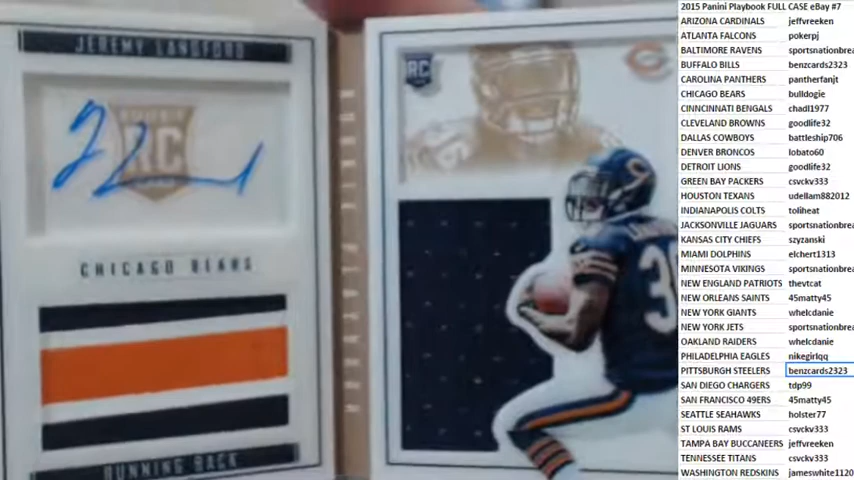 JEREMY LANGFORD
RC
CHICAGO BEARS
RUNNING BACK
RC
2015 Panini Playbook FULL CASE eBay #7
ARIZONA CARDINALS jeffvreeken
ATLANTA FALCONS pokerpj
BALTIMORE RAVENS sportsnationbrea
BUFFALO BILLS benzcards2323
CAROLINA PANTHERS pantherfanjt
CHICAGO BEARS bulldogie
CINNCINNATI BENGALS chadl1977
CLEVELAND BROWNS goodlife32
DALLAS COWBOYS battleship706
DENVER BRONCOS lobato60
DETROIT LIONS goodlife32
GREEN BAY PACKERS csvckv333
HOUSTON TEXANS udellam882012
INDIANAPOLIS COLTS toliheat
JACKSONVILLE JAGUARS sportsnationbrea
KANSAS CITY CHIEFS szyzanski
MIAMI DOLPHINS elchert1313
MINNESOTA VIKINGS sportsnationbrea
NEW ENGLAND PATRIOTS thevtcat
NEW ORLEANS SAINTS 45matty45
NEW YORK GIANTS whelcdanie
NEW YORK JETS sportsnationbrea
OAKLAND RAIDERS whelcdanie
PHILADELPHIA EAGLES nikegirlqq
PITTSBURGH STEELERS benzcards2323
SAN DIEGO CHARGERS tdp99
SAN FRANCISCO 49ERS 45matty45
SEATTLE SEAHAWKS holster77
ST LOUIS RAMS csvckv333
TAMPA BAY BUCCANEERS jeffvreeken
TENNESSEE TITANS csvckv333
WASHINGTON REDSKINS jameswhite1120